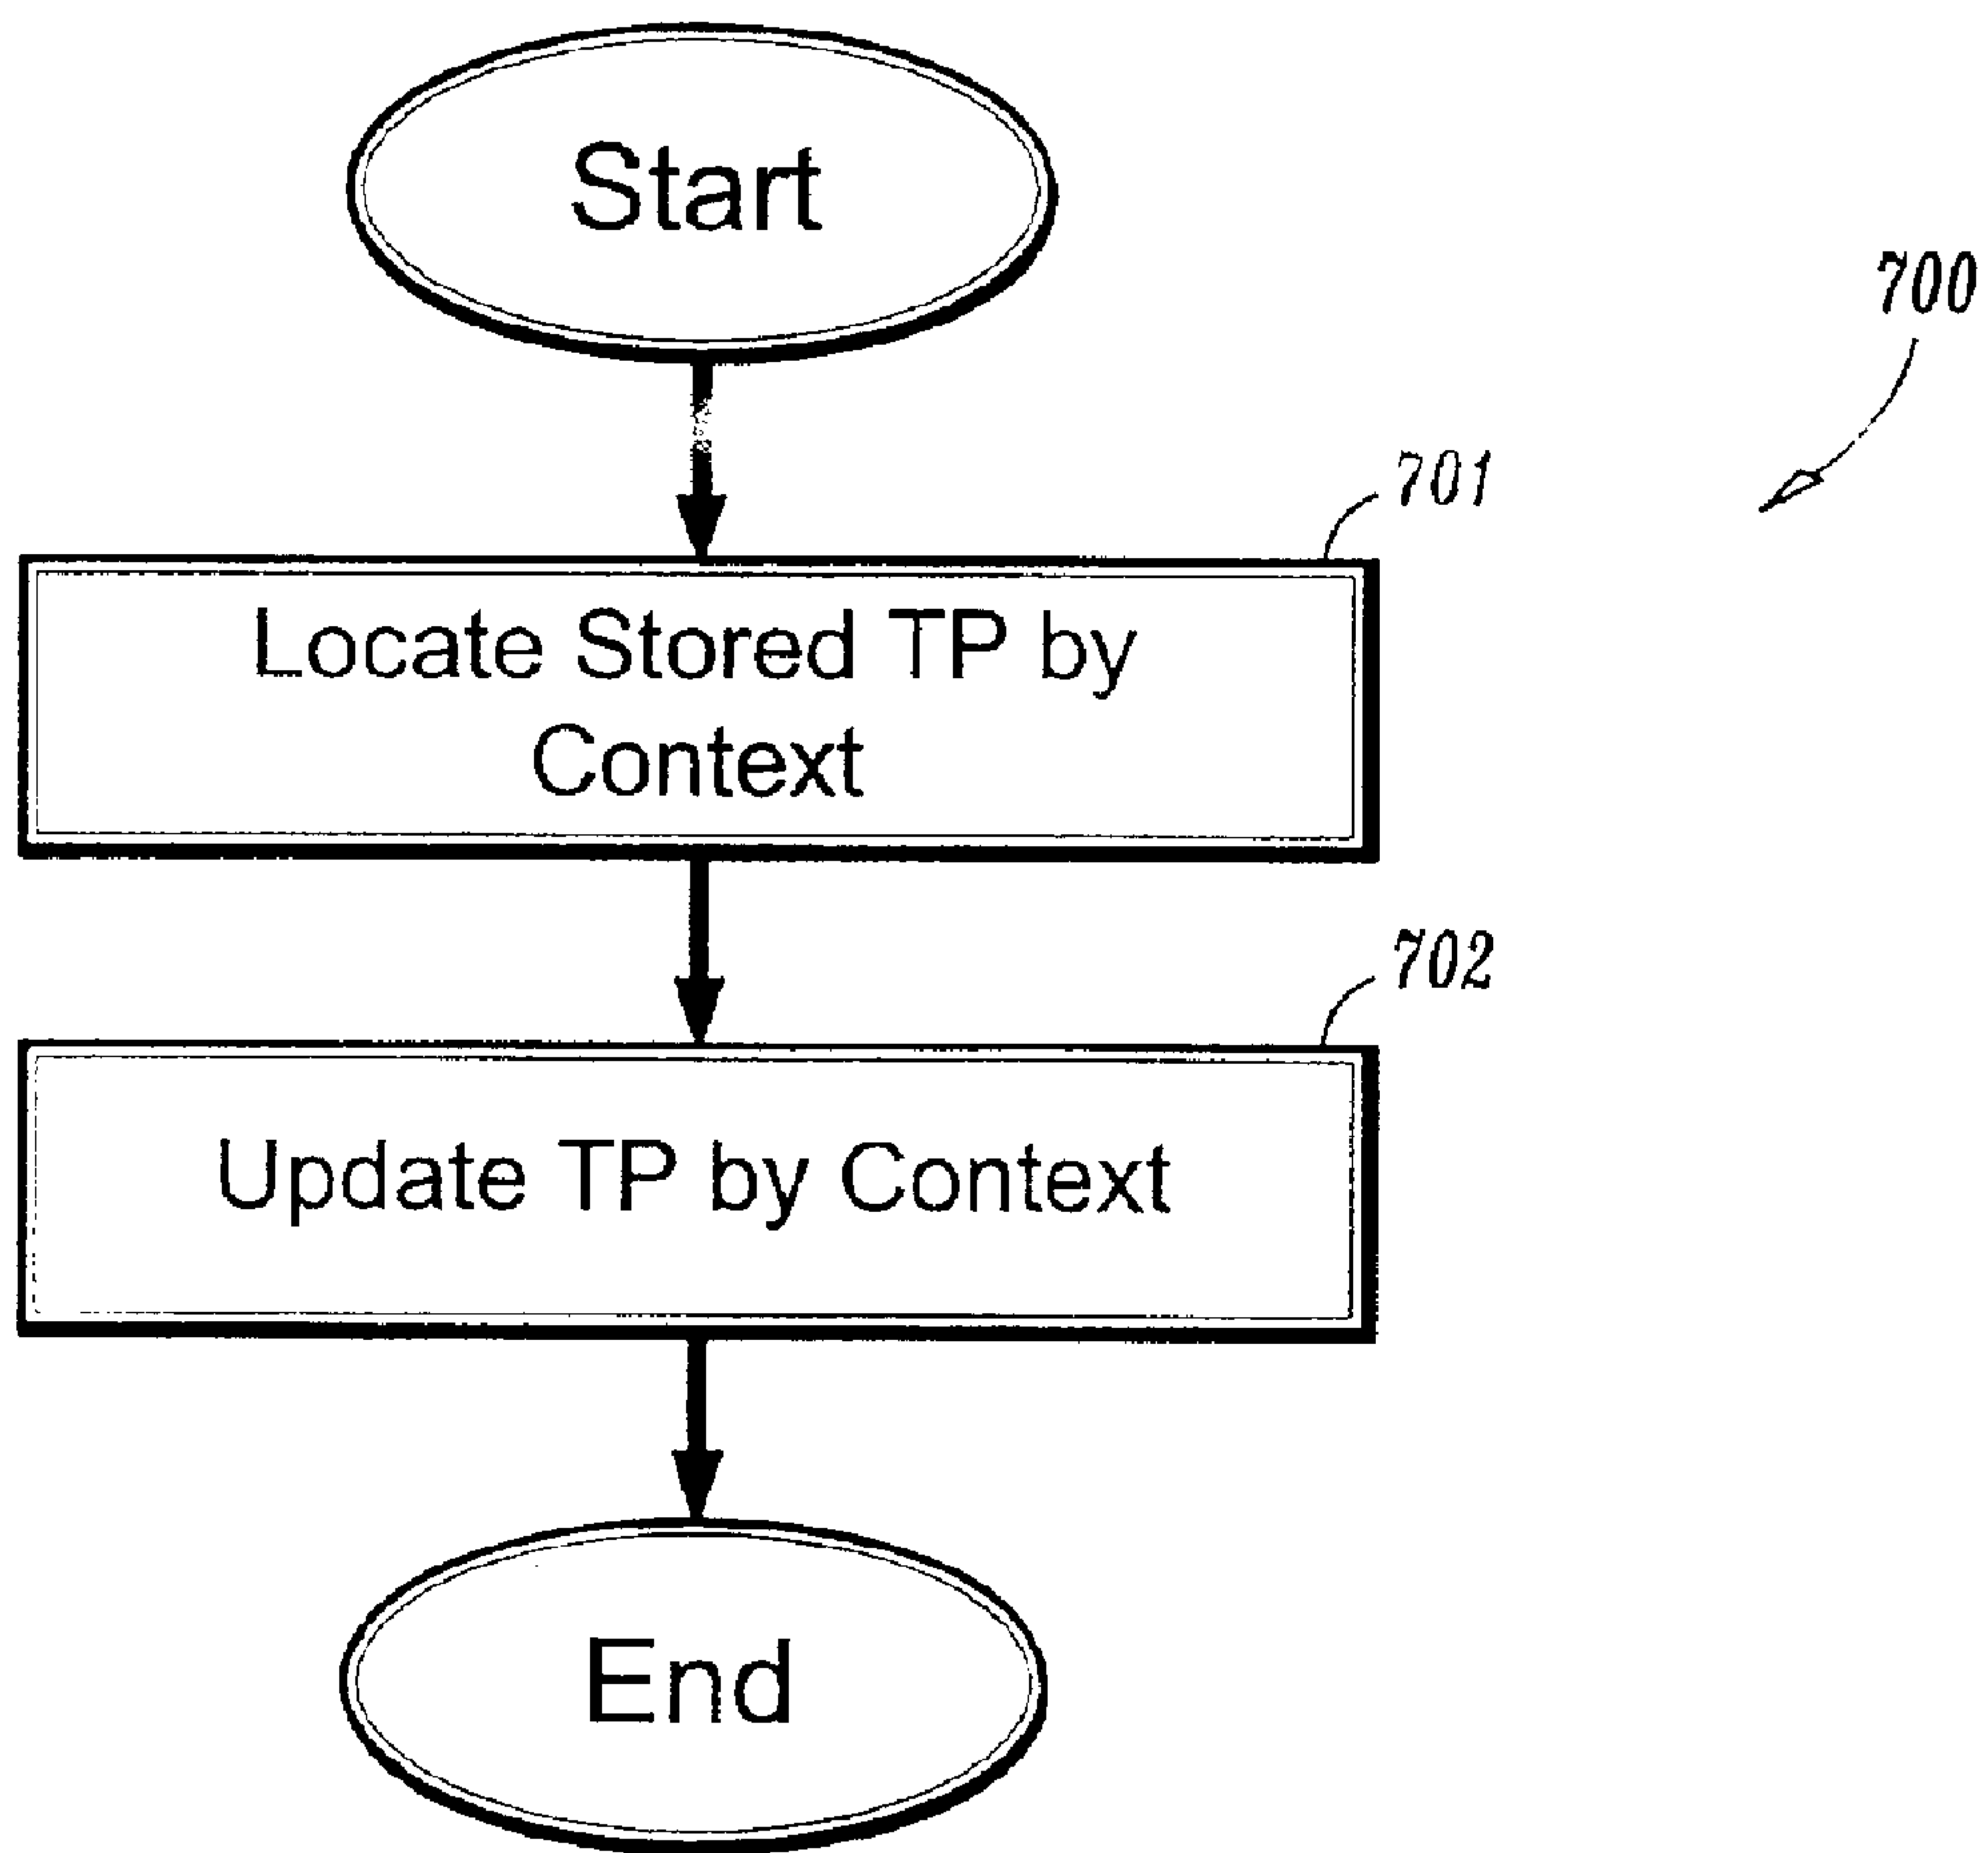 Start
700
701
Locate Stored TP by
Context
702
Update TP by Context
End